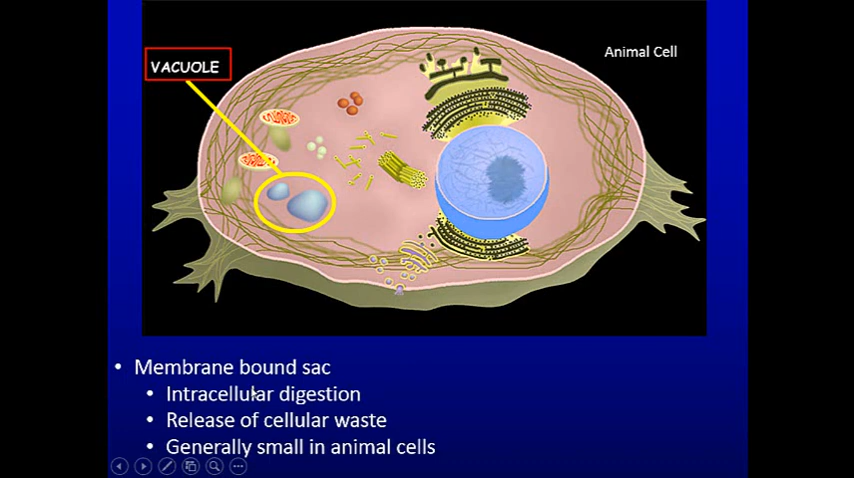 Animal Cell
VACUOLE
• Membrane bound sac
• Intracellular digestion
• Release of cellular waste
• Generally small in animal cells